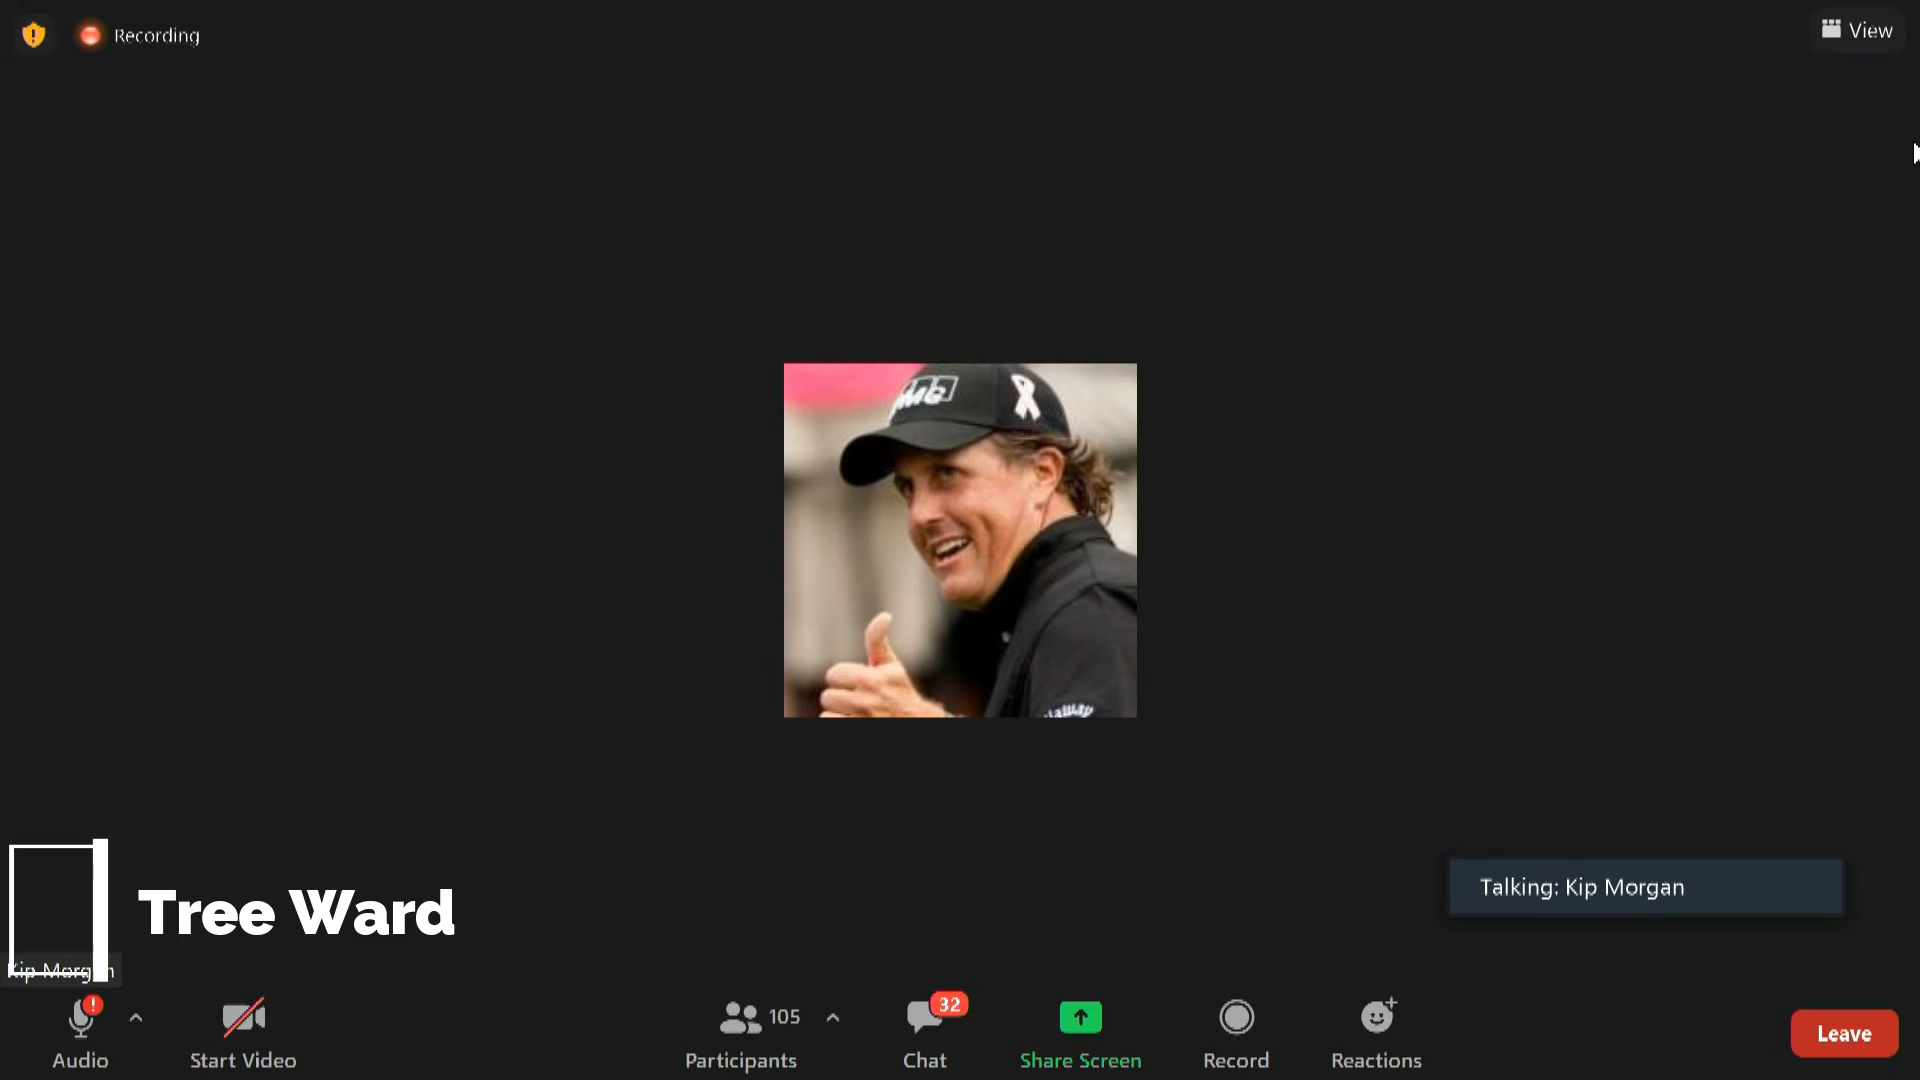 Recording
View
Tree Ward
Talking: Kip Morgan
!
105
32
Audio
Start Video
Participants
Chat
Share Screen
Record
Reactions
Leave